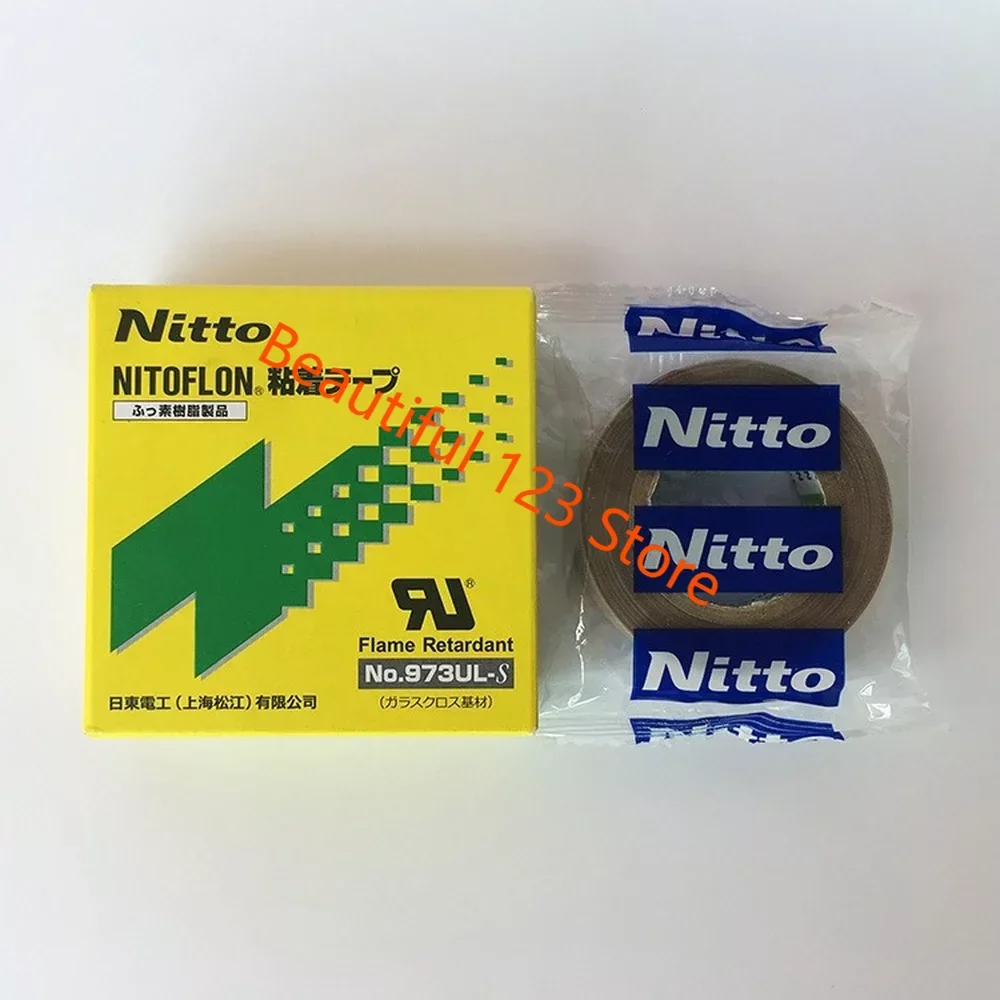 Nitto
NITOFLON® 粘着テープ
ふっ素樹脂製品
RU®
Flame Retardant
No.973UL-S
日東電工(上海松江)有限公司
(ガラスクロス基材)
Beautiful 123 Store
Nitto
Nitto
Nitto
Nitto